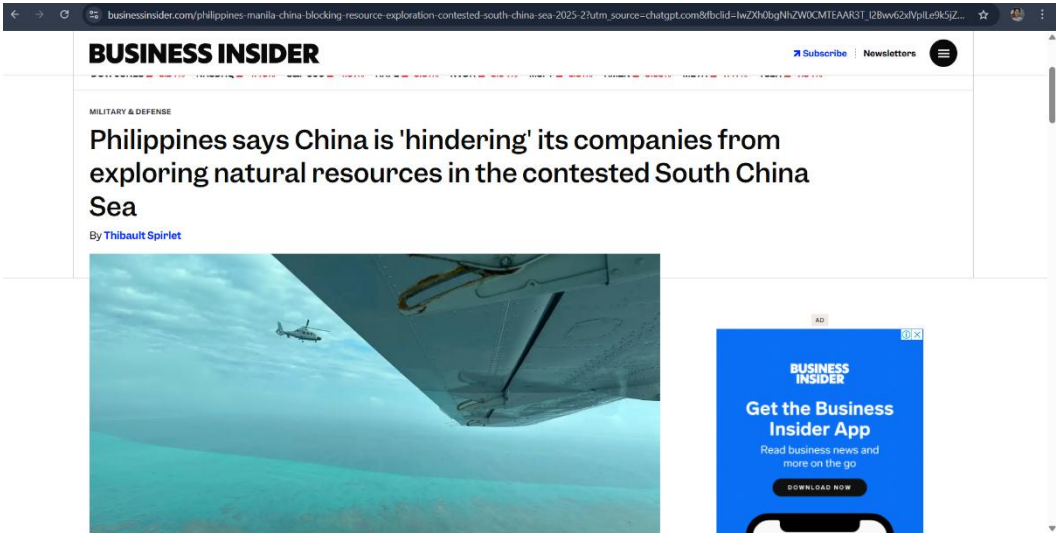 businessinsider.com/philippines-manila-china-blocking-resource-exploration-contested-south-china-sea-2025-2?utm_source=chatgpt.com&fbclid=
BUSINESS INSIDER
Subscribe
Newsletters
MILITARY & DEFENSE
Philippines says China is 'hindering' its companies from
exploring natural resources in the contested South China
Sea
By Thibault Spirlet
AD
BUSINESS
INSIDER
Get the Business
Insider App
Read business news and
more on the go
DOWNLOAD NOW